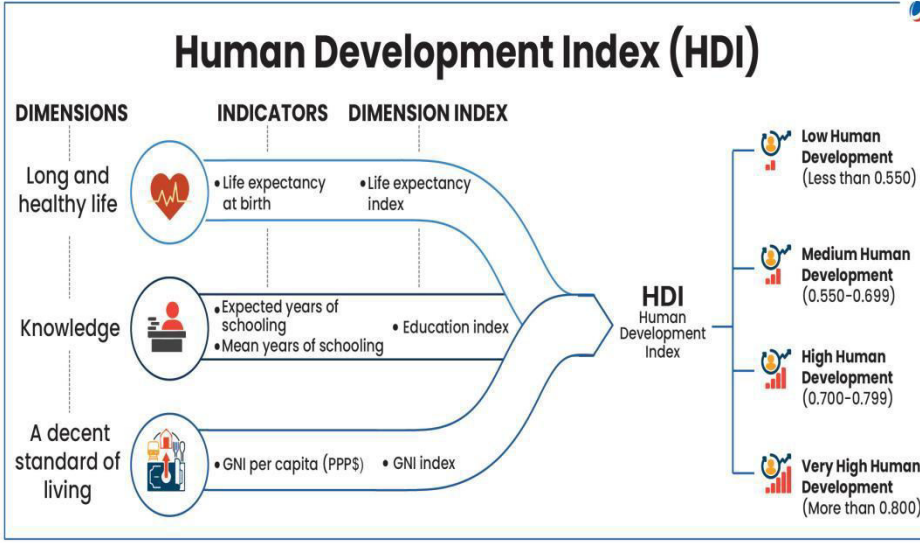 Human Development Index (HDI)
DIMENSIONS
INDICATORS
DIMENSION INDEX
Long and
healthy life
• Life expectancy
at birth
• Life expectancy
index
Knowledge
• Expected years of
schooling
• Mean years of schooling
• Education index
A decent
standard of
living
• GNI per capita (PPP$)
• GNI index
HDI
Human
Development
Index
Low Human
Development
(Less than 0.550)
Medium Human
Development
(0.550-0.699)
High Human
Development
(0.700-0.799)
Very High Human
Development
(More than 0.800)